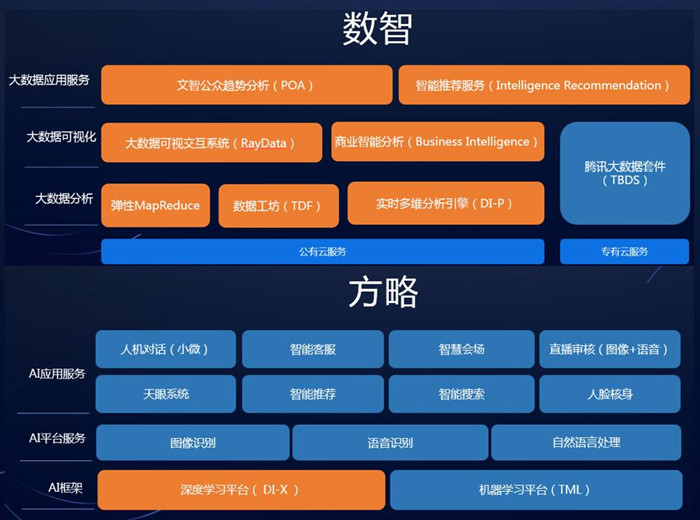 数智
大数据应用服务
文智公众趋势分析（POA）
智能推荐服务（Intelligence Recommendation）
大数据可视化
大数据可视交互系统（RayData）
商业智能分析（Business Intelligence）
腾讯大数据套件
（TBDS）
大数据分析
弹性MapReduce
数据工坊（TDF）
实时多维分析引擎（DI-P）
公有云服务
专有云服务
方略
AI应用服务
人机对话（小微）
智能客服
智慧会场
直播审核（图像+语音）
天眼系统
智能推荐
智能搜索
人脸核身
AI平台服务
图像识别
语音识别
自然语言处理
AI框架
深度学习平台（ DI-X ）
机器学习平台（TML）